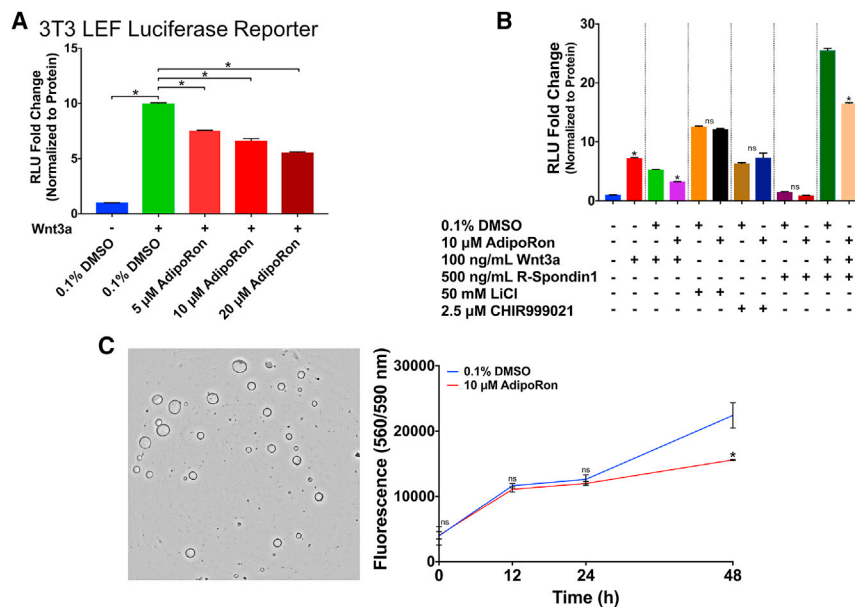 A
3T3 LEF Luciferase Reporter
RLU Fold Change
(Normalized to Protein)
15
10
5
0
* * * *
Wnt3a - + + + +
0.1% DMSO
0.1% DMSO
5 µM AdipoRon
10 µM AdipoRon
20 µM AdipoRon
B
RLU Fold Change
(Normalized to Protein)
30
20
10
0
* * ns ns ns *
0.1% DMSO - - + - + - + - + - + -
10 µM AdipoRon - - - + - + - + - + - +
100 ng/mL Wnt3a - + + + - - - - - - + +
500 ng/mL R-Spondin1 - - - - - - - - + + + +
50 mM LiCl - - - - + + - - - - - -
2.5 µM CHIR999021 - - - - - - + + - - - -
C
Fluorescence (560/590 nm)
30000
20000
10000
0
0.1% DMSO
10 µM AdipoRon
ns ns ns *
0 12 24 48
Time (h)